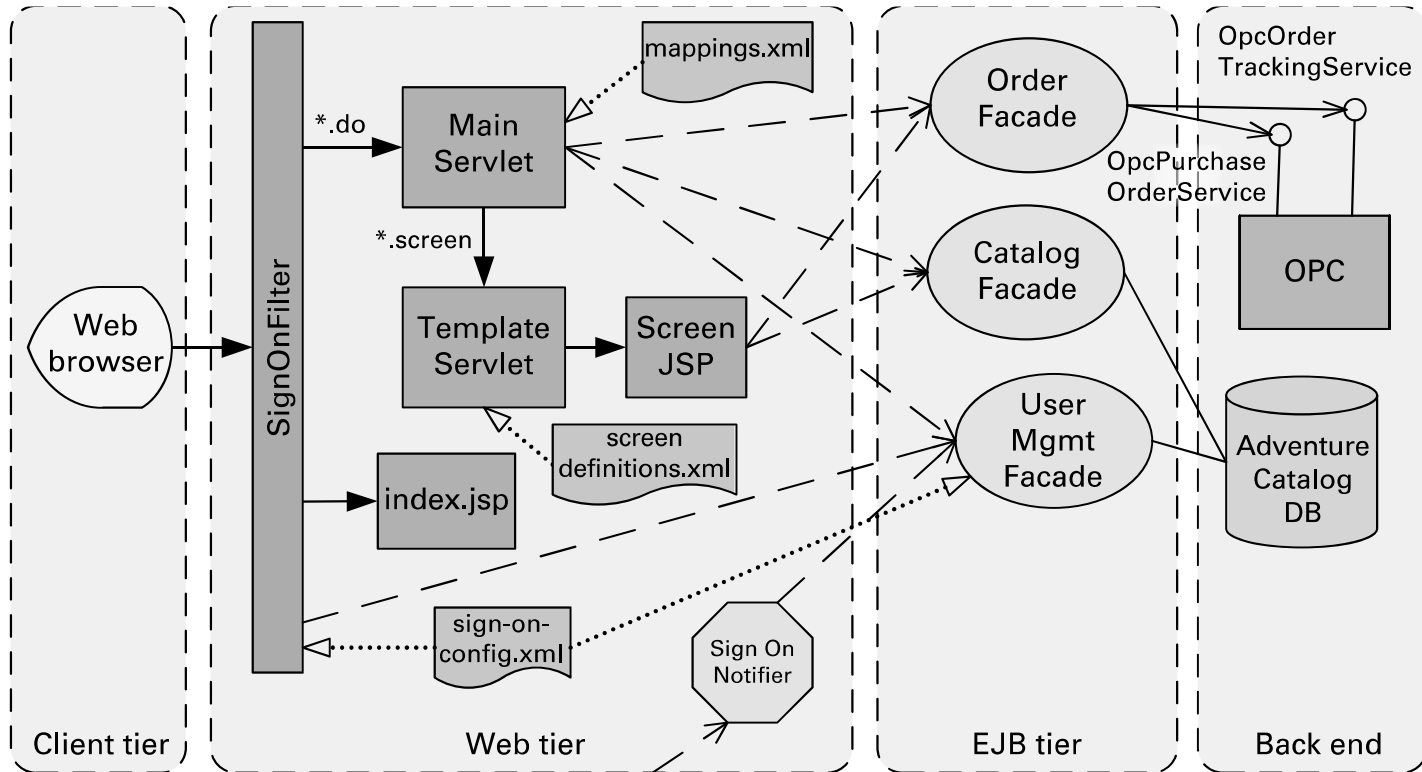 mappings.xml
OpcOrder
TrackingService
*.do
Main
Servlet
Order
Facade
OpcPurchase
OrderService
*.screen
SignOnFilter
Web
browser
Template
Servlet
Screen
JSP
Catalog
Facade
OPC
screen
definitions.xml
User
Mgmt
Facade
Adventure
Catalog
DB
index.jsp
sign-on-
config.xml
Sign On
Notifier
Client tier
Web tier
EJB tier
Back end